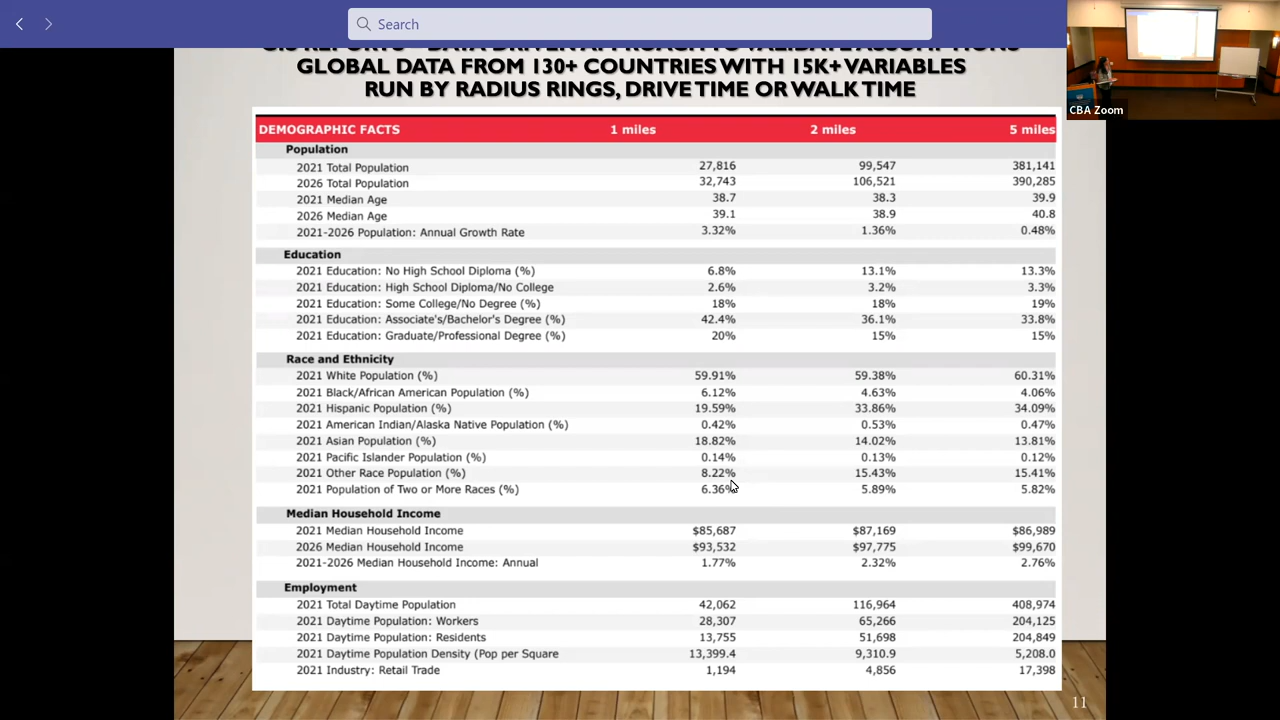 Search
CBA Zoom
GIS REPORTS - DATA DRIVEN APPROACH TO VALIDATE ASSUMPTIONS
GLOBAL DATA FROM 130+ COUNTRIES WITH 15K+ VARIABLES
RUN BY RADIUS RINGS, DRIVE TIME OR WALK TIME
DEMOGRAPHIC FACTS 1 miles 2 miles 5 miles
Population
2021 Total Population 27,816 99,547 381,141
2026 Total Population 32,743 106,521 390,285
2021 Median Age 38.7 38.3 39.9
2026 Median Age 39.1 38.9 40.8
2021-2026 Population: Annual Growth Rate 3.32% 1.36% 0.48%
Education
2021 Education: No High School Diploma (%) 6.8% 13.1% 13.3%
2021 Education: High School Diploma/No College 2.6% 3.2% 3.3%
2021 Education: Some College/No Degree (%) 18% 18% 19%
2021 Education: Associate's/Bachelor's Degree (%) 42.4% 36.1% 33.8%
2021 Education: Graduate/Professional Degree (%) 20% 15% 15%
Race and Ethnicity
2021 White Population (%) 59.91% 59.38% 60.31%
2021 Black/African American Population (%) 6.12% 4.63% 4.06%
2021 Hispanic Population (%) 19.59% 33.86% 34.09%
2021 American Indian/Alaska Native Population (%) 0.42% 0.53% 0.47%
2021 Asian Population (%) 18.82% 14.02% 13.81%
2021 Pacific Islander Population (%) 0.14% 0.13% 0.12%
2021 Other Race Population (%) 8.22% 15.43% 15.41%
2021 Population of Two or More Races (%) 6.36% 5.89% 5.82%
Median Household Income
2021 Median Household Income $85,687 $87,169 $86,989
2026 Median Household Income $93,532 $97,775 $99,670
2021-2026 Median Household Income: Annual 1.77% 2.32% 2.76%
Employment
2021 Total Daytime Population 42,062 116,964 408,974
2021 Daytime Population: Workers 28,307 65,266 204,125
2021 Daytime Population: Residents 13,755 51,698 204,849
2021 Daytime Population Density (Pop per Square 13,399.4 9,310.9 5,208.0
2021 Industry: Retail Trade 1,194 4,856 17,398
11